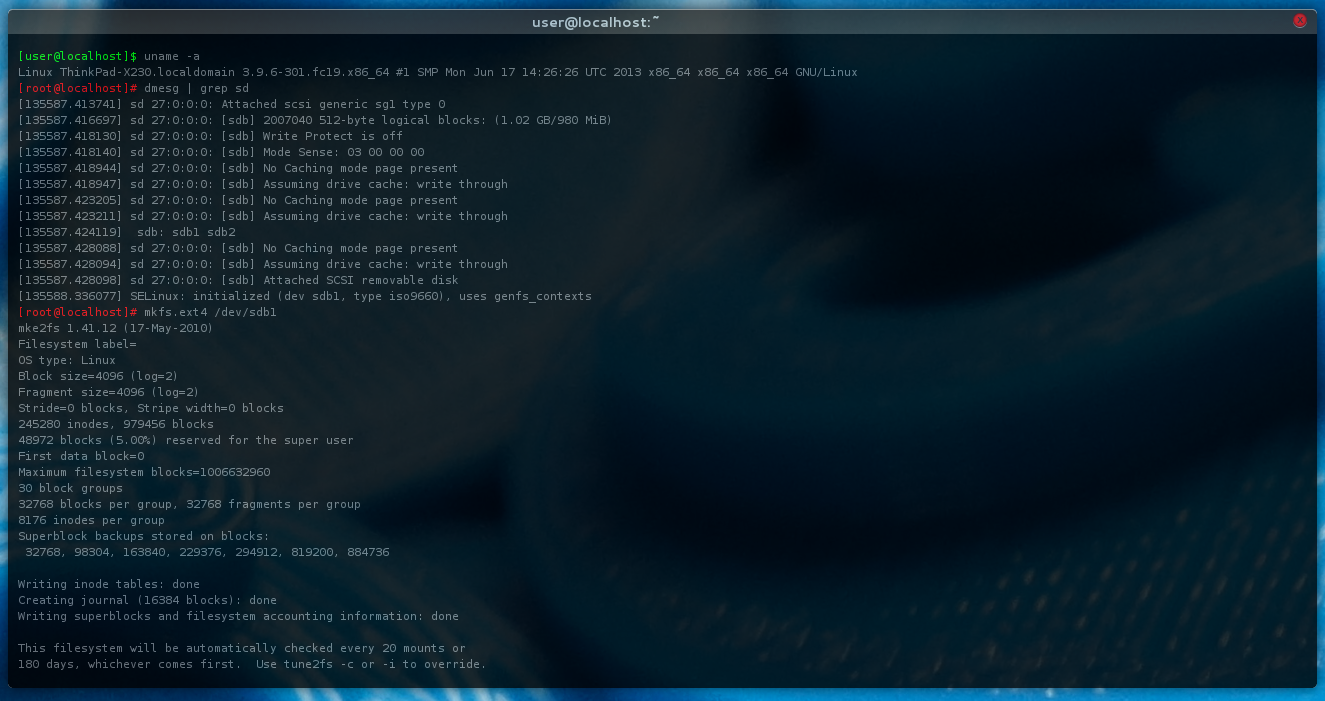 user@localhost:~
[user@localhost]$ uname -a
Linux ThinkPad-X230.localdomain 3.9.6-301.fc19.x86_64 #1 SMP Mon Jun 17 14:26:26 UTC 2013 x86_64 x86_64 x86_64 GNU/Linux
[root@localhost]# dmesg | grep sd
[135587.413741] sd 27:0:0:0: Attached scsi generic sg1 type 0
[135587.416697] sd 27:0:0:0: [sdb] 2007040 512-byte logical blocks: (1.02 GB/980 MiB)
[135587.418130] sd 27:0:0:0: [sdb] Write Protect is off
[135587.418140] sd 27:0:0:0: [sdb] Mode Sense: 03 00 00 00
[135587.418944] sd 27:0:0:0: [sdb] No Caching mode page present
[135587.418947] sd 27:0:0:0: [sdb] Assuming drive cache: write through
[135587.423205] sd 27:0:0:0: [sdb] No Caching mode page present
[135587.423211] sd 27:0:0:0: [sdb] Assuming drive cache: write through
[135587.424119]  sdb: sdb1 sdb2
[135587.428088] sd 27:0:0:0: [sdb] No Caching mode page present
[135587.428094] sd 27:0:0:0: [sdb] Assuming drive cache: write through
[135587.428098] sd 27:0:0:0: [sdb] Attached SCSI removable disk
[135588.336077] SELinux: initialized (dev sdb1, type iso9660), uses genfs_contexts
[root@localhost]# mkfs.ext4 /dev/sdb1
mke2fs 1.41.12 (17-May-2010)
Filesystem label=
OS type: Linux
Block size=4096 (log=2)
Fragment size=4096 (log=2)
Stride=0 blocks, Stripe width=0 blocks
245280 inodes, 979456 blocks
48972 blocks (5.00%) reserved for the super user
First data block=0
Maximum filesystem blocks=1006632960
30 block groups
32768 blocks per group, 32768 fragments per group
8176 inodes per group
Superblock backups stored on blocks:
 32768, 98304, 163840, 229376, 294912, 819200, 884736
Writing inode tables: done
Creating journal (16384 blocks): done
Writing superblocks and filesystem accounting information: done
This filesystem will be automatically checked every 20 mounts or
180 days, whichever comes first.  Use tune2fs -c or -i to override.